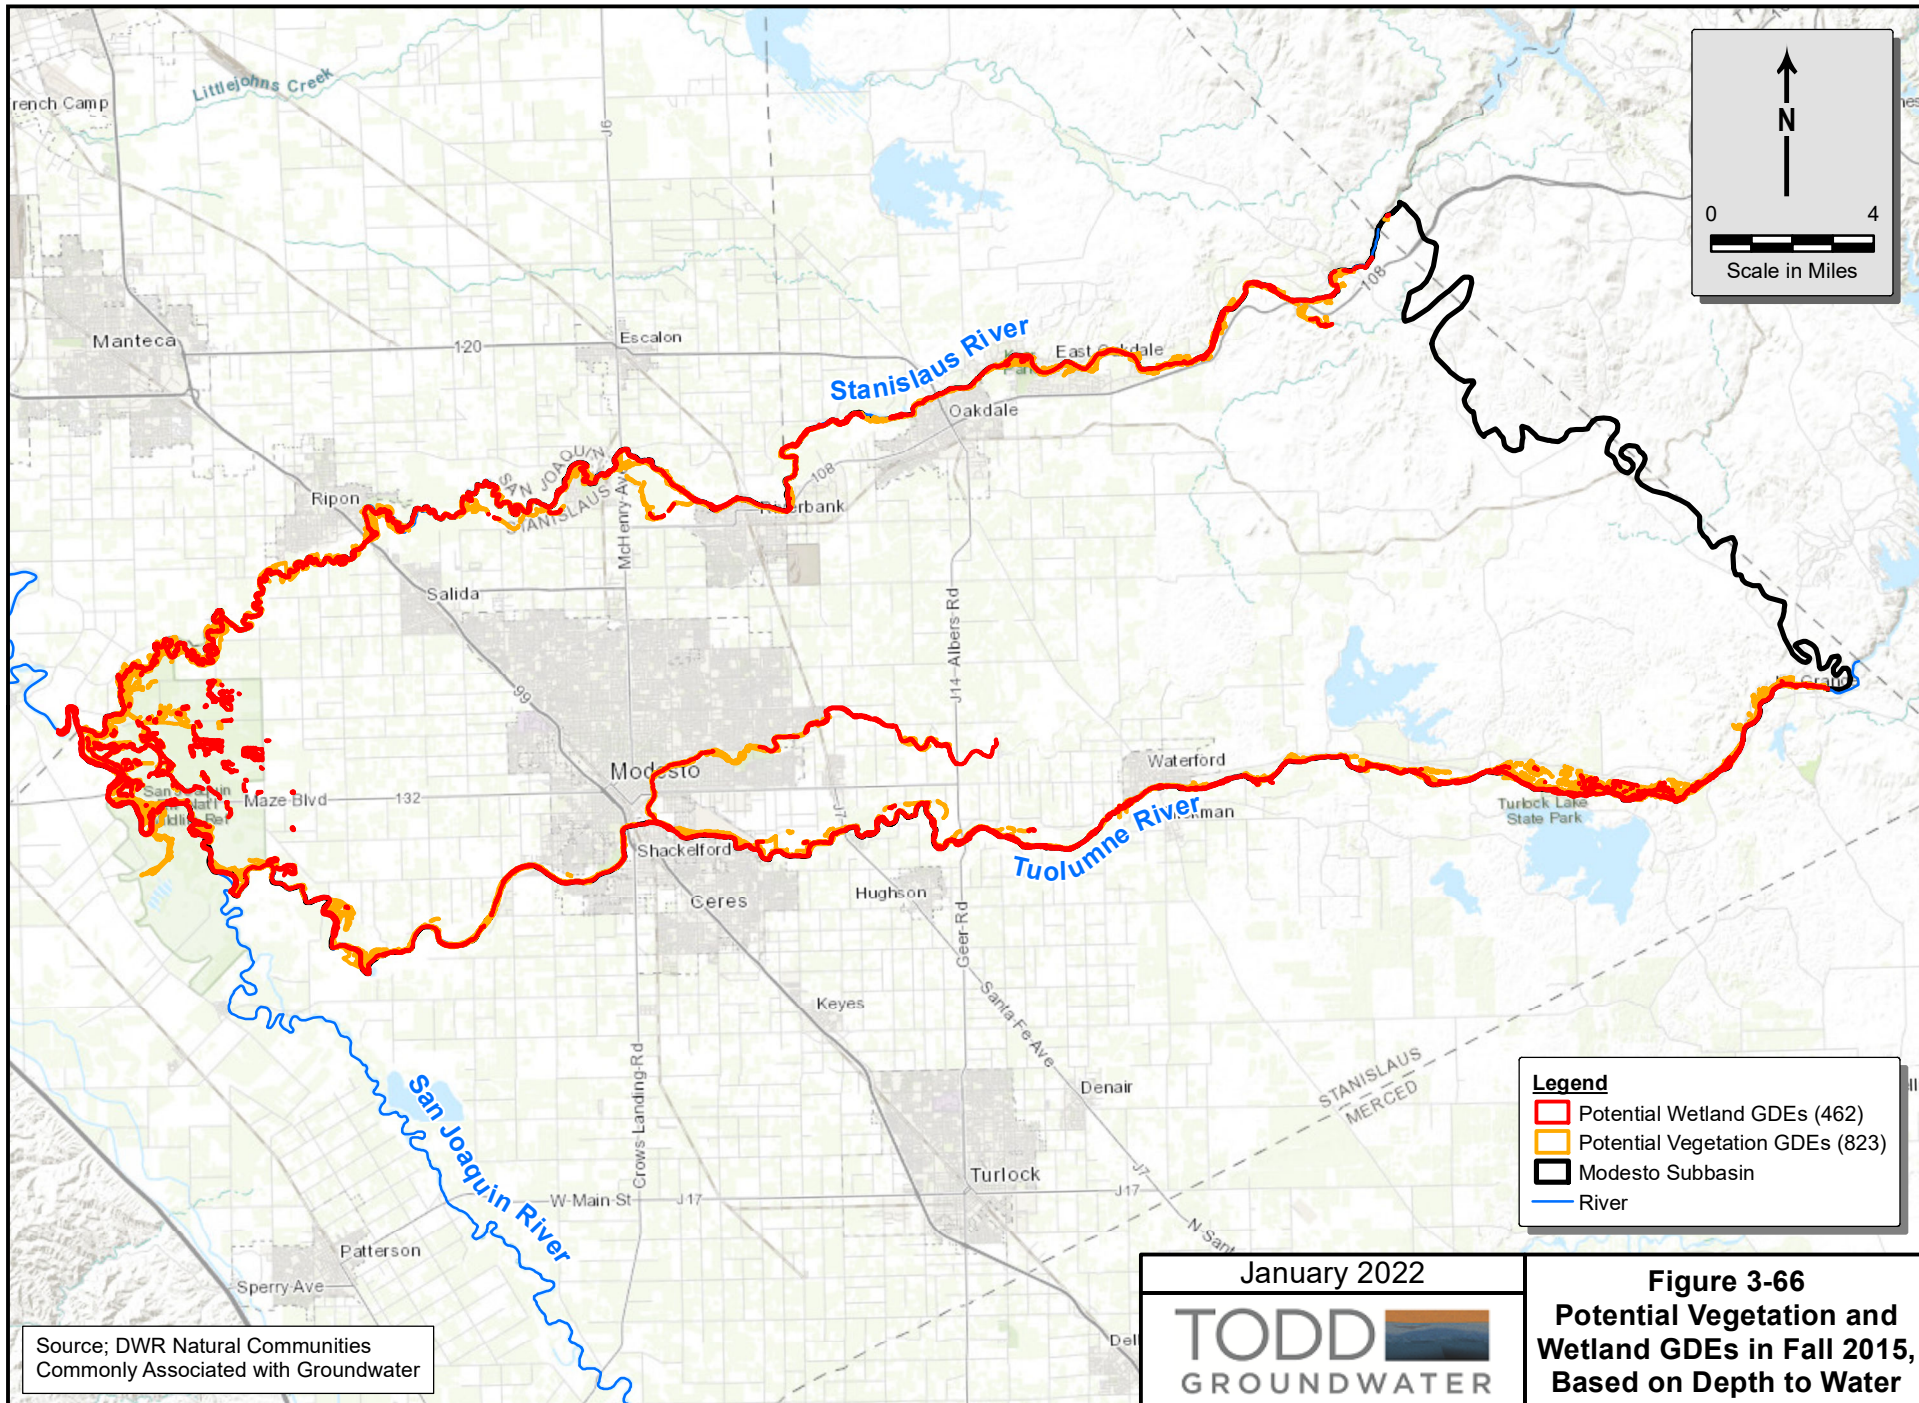 Littlejohns Creek
rench Camp
J6
N
0 4
Scale in Miles
Manteca
120
Escalon
108
Stanislaus River
East Oakdale
Oakdale
108
SAN JOAQUIN
STANISLAUS
Ripon
McHenry Ave
Riverbank
Salida
J14
Albers Rd
99
Modesto
Waterford
Maze Blvd
132
J7
Turlock Lake
State Park
Tuolumne River
Shackelford
Ceres
Hughson
Geer Rd
Keyes
Santa Fe Ave
Denair
STANISLAUS
MERCED
San Joaquin River
Crows Landing Rd
Turlock
W Main St
J17
J17
J7
Patterson
Sperry Ave
N Sant
Legend
Potential Wetland GDEs (462)
Potential Vegetation GDEs (823)
Modesto Subbasin
River
Source; DWR Natural Communities
Commonly Associated with Groundwater
January 2022
TODD
GROUNDWATER
Figure 3-66
Potential Vegetation and
Wetland GDEs in Fall 2015,
Based on Depth to Water